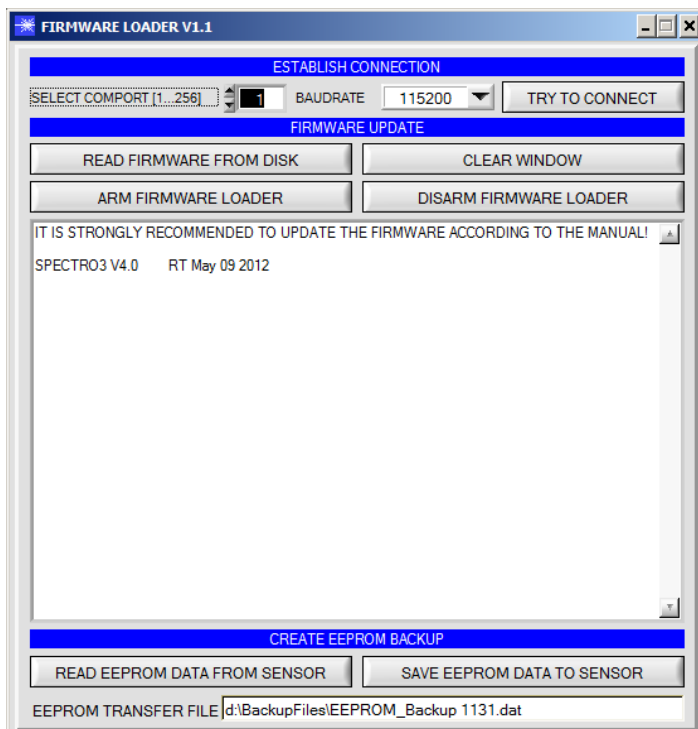 FIRMWARE LOADER V1.1
ESTABLISH CONNECTION
SELECT COMPORT [1...256] 1 BAUDRATE 115200 TRY TO CONNECT
FIRMWARE UPDATE
READ FIRMWARE FROM DISK CLEAR WINDOW
ARM FIRMWARE LOADER DISARM FIRMWARE LOADER
IT IS STRONGLY RECOMMENDED TO UPDATE THE FIRMWARE ACCORDING TO THE MANUAL!
SPECTRO3 V4.0 RT May 09 2012
CREATE EEPROM BACKUP
READ EEPROM DATA FROM SENSOR SAVE EEPROM DATA TO SENSOR
EEPROM TRANSFER FILE d:\BackupFiles\EEPROM_Backup 1131.dat